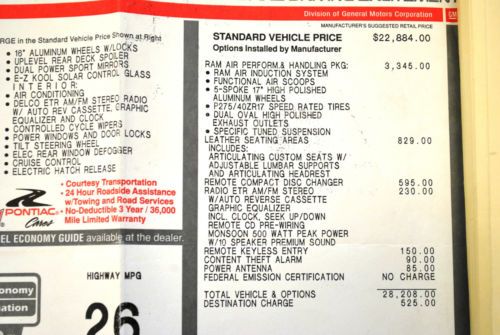 Division of General Motors Corporation GM
MANUFACTURER'S SUGGESTED RETAIL PRICE
STANDARD VEHICLE PRICE $22,884.00
Options Installed by Manufacturer
RAM AIR PERFORM.& HANDLING PKG: 3,345.00
• RAM AIR INDUCTION SYSTEM
• FUNCTIONAL AIR SCOOPS
• 5-SPOKE 17" HIGH POLISHED
ALUMINUM WHEELS
• P275/40ZR17 SPEED RATED TIRES
• DUAL OVAL HIGH POLISHED
EXHAUST OUTLETS
• SPECIFIC TUNED SUSPENSION
LEATHER SEATING AREAS 829.00
INCLUDES:
ARTICULATING CUSTOM SEATS W/
ADJUSTABLE LUMBAR SUPPORTS
AND ARTICULATING HEADREST
REMOTE COMPACT DISC CHANGER 595.00
RADIO ETR AM/FM STEREO 230.00
W/AUTO REVERSE CASSETTE
GRAPHIC EQUALIZER
INCL. CLOCK, SEEK UP/DOWN
REMOTE CD PRE-WIRING
MONSOON 500 WATT PEAK POWER
W/10 SPEAKER PREMIUM SOUND
REMOTE KEYLESS ENTRY 150.00
CONTENT THEFT ALARM 90.00
POWER ANTENNA 85.00
FEDERAL EMISSION CERTIFICATION NO CHARGE
TOTAL VEHICLE & OPTIONS 28,208.00
DESTINATION CHARGE 525.00
RGE in the Standard Vehicle Price Shown at Right
• 16" ALUMINUM WHEELS W/LOCKS
• UPLEVEL REAR DECK SPOILER
• DUAL POWER SPORT MIRRORS
• E-Z KOOL SOLAR CONTROL GLASS
INTERIOR:
• AIR CONDITIONING
• DELCO ETR AM/FM STEREO RADIO
W/ AUTO REV CASSETTE, GRAPHIC
EQUALIZER AND CLOCK
• CONTROLLED CYCLE WIPERS
• POWER WINDOWS AND DOOR LOCKS
• TILT STEERING WHEEL
• ELEC REAR WINDOW DEFOGGER
• CRUISE CONTROL
• ELECTRIC HATCH RELEASE
• Courtesy Transportation
• 24 Hour Roadside Assistance
w/Towing and Road Services
• No-Deductible 3 Year / 36,000
Mile Limited Warranty
PONTIAC
Cares
EL ECONOMY GUIDE available at the dealer.
HIGHWAY MPG
26
onomy
ation